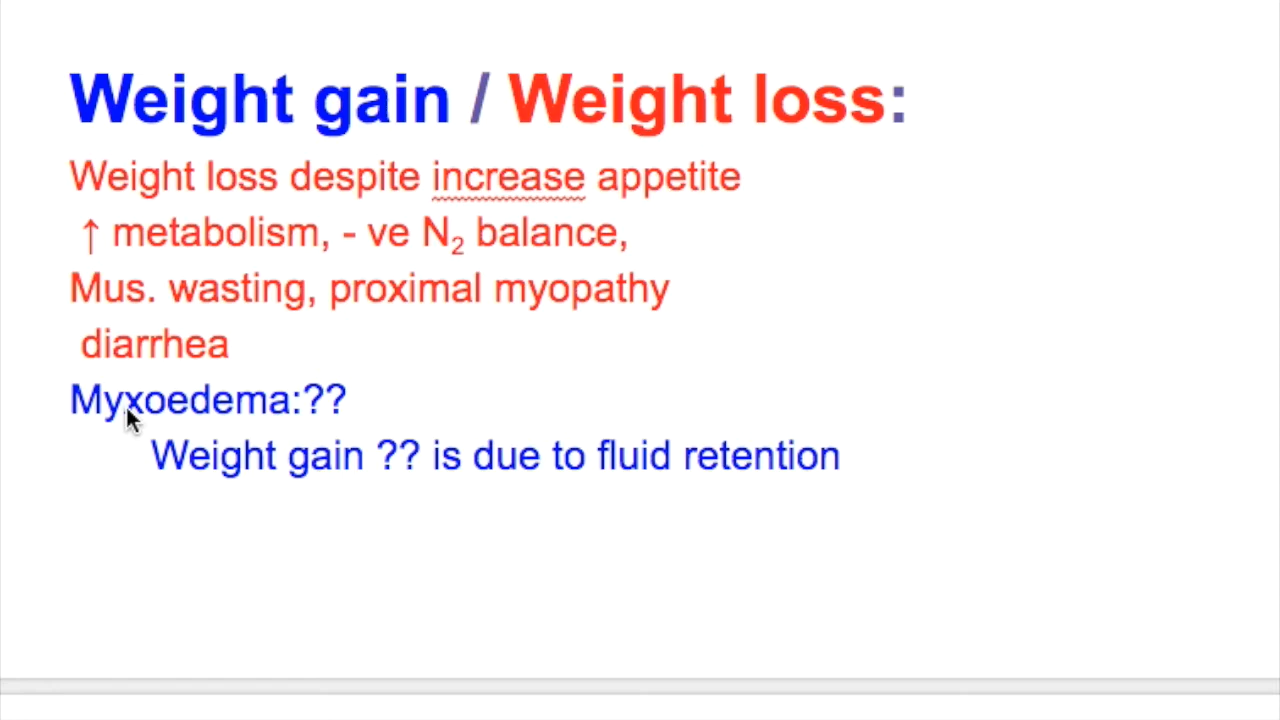 Weight gain / Weight loss:
Weight loss despite increase appetite
↑ metabolism, - ve N₂ balance,
Mus. wasting, proximal myopathy
diarrhea
Myxoedema:??
Weight gain ?? is due to fluid retention